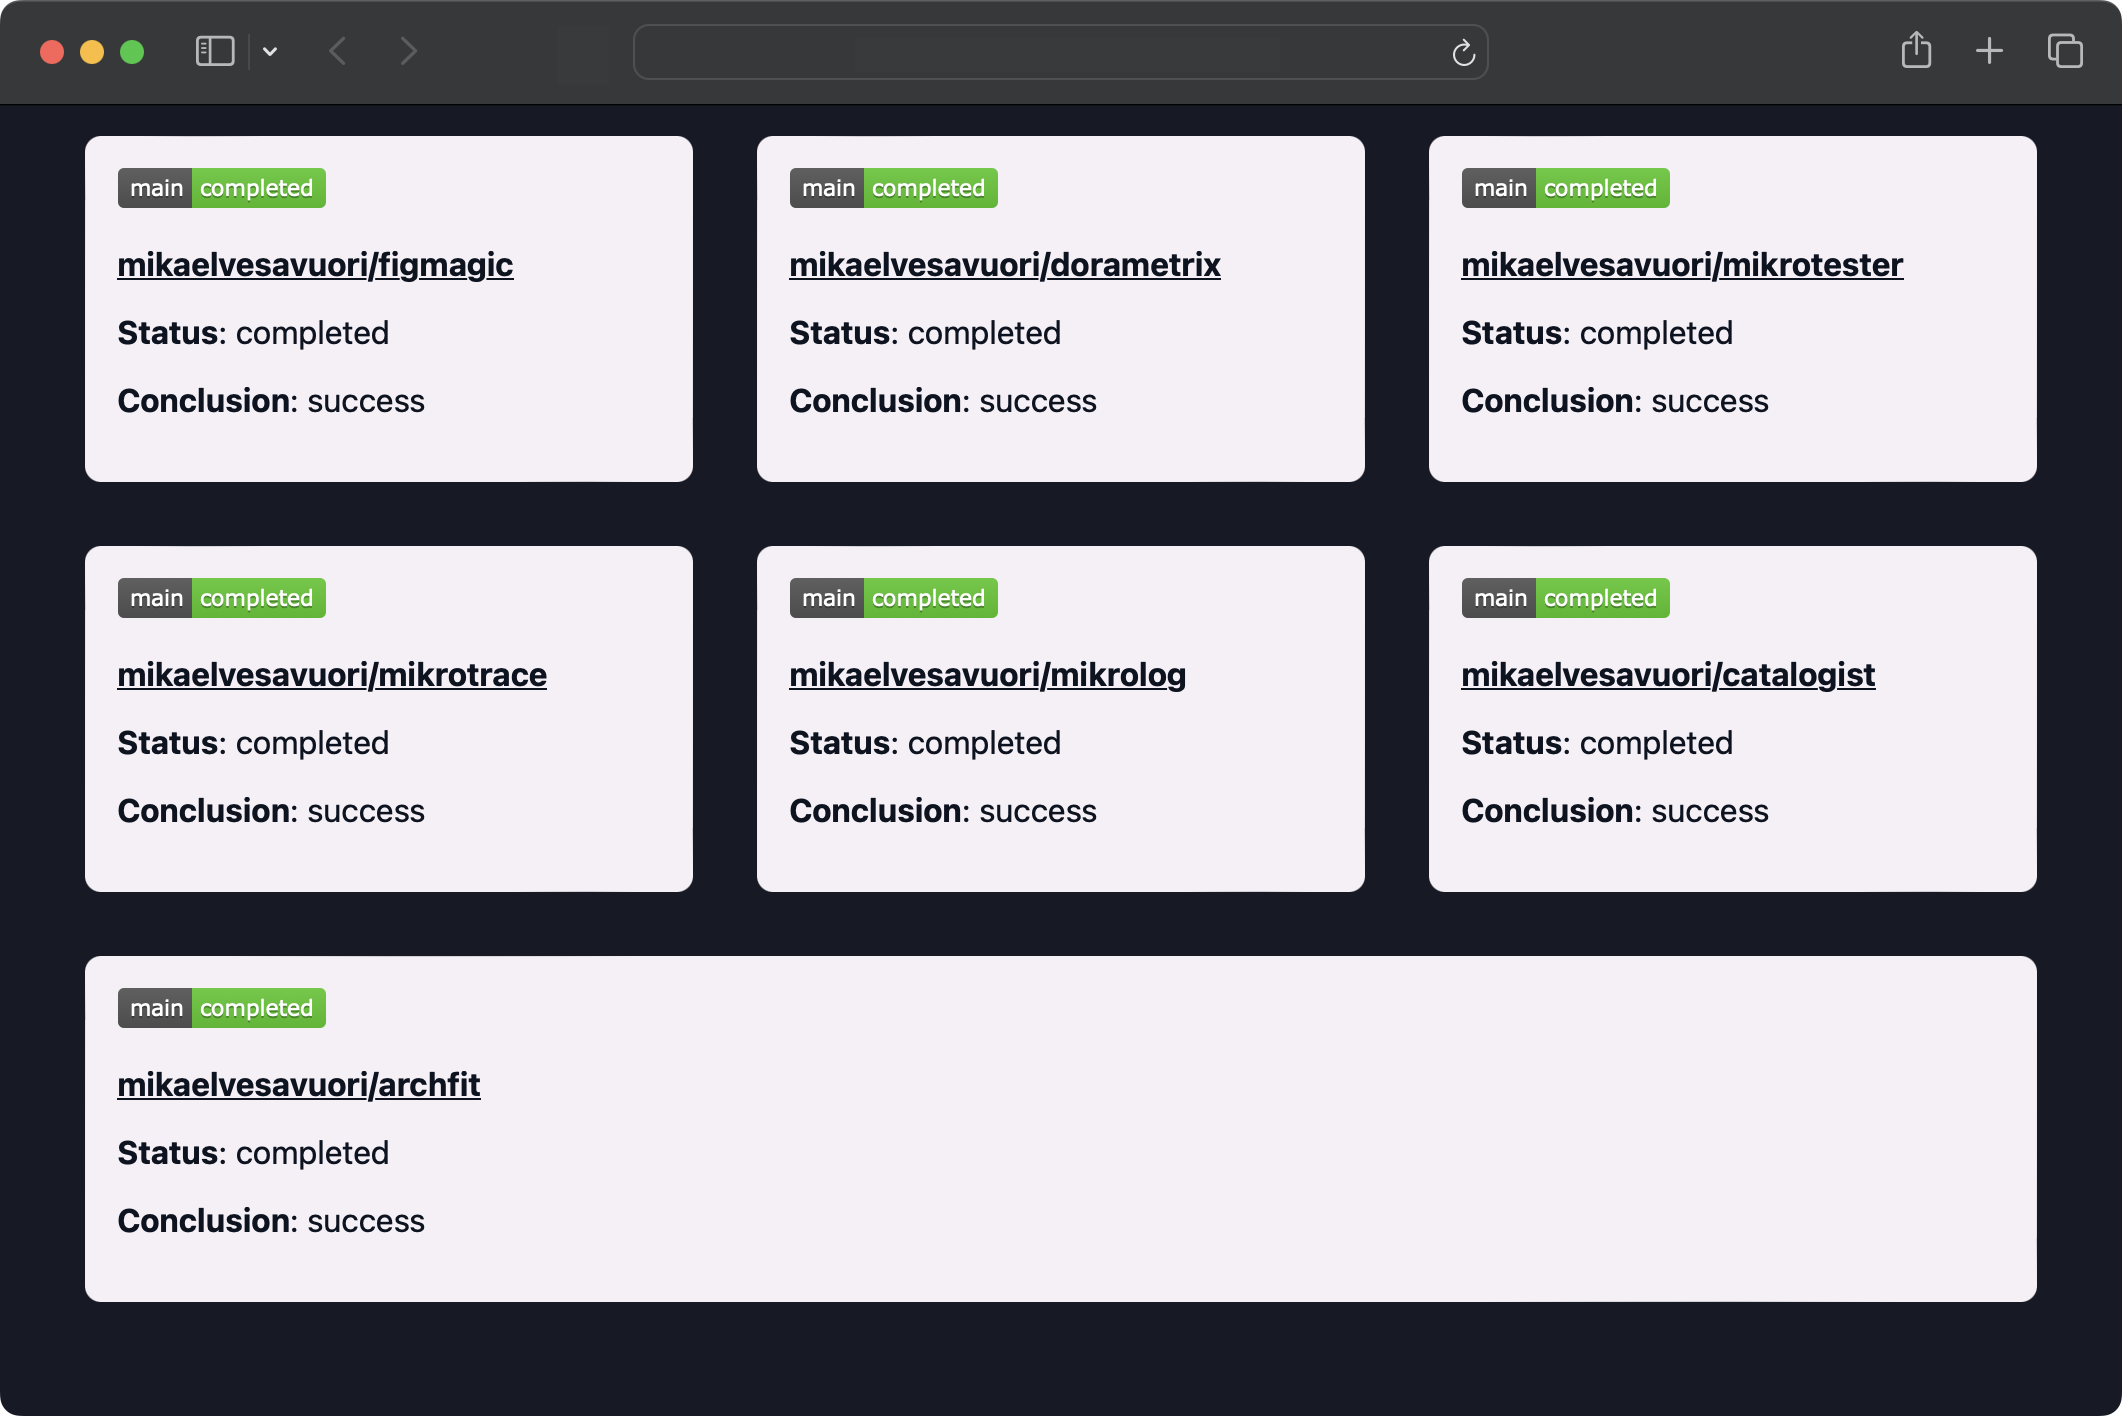 main completed
mikaelvesavuori/figmagic
Status: completed
Conclusion: success
main completed
mikaelvesavuori/dorametrix
Status: completed
Conclusion: success
main completed
mikaelvesavuori/mikrotester
Status: completed
Conclusion: success
main completed
mikaelvesavuori/mikrotrace
Status: completed
Conclusion: success
main completed
mikaelvesavuori/mikrolog
Status: completed
Conclusion: success
main completed
mikaelvesavuori/catalogist
Status: completed
Conclusion: success
main completed
mikaelvesavuori/archfit
Status: completed
Conclusion: success